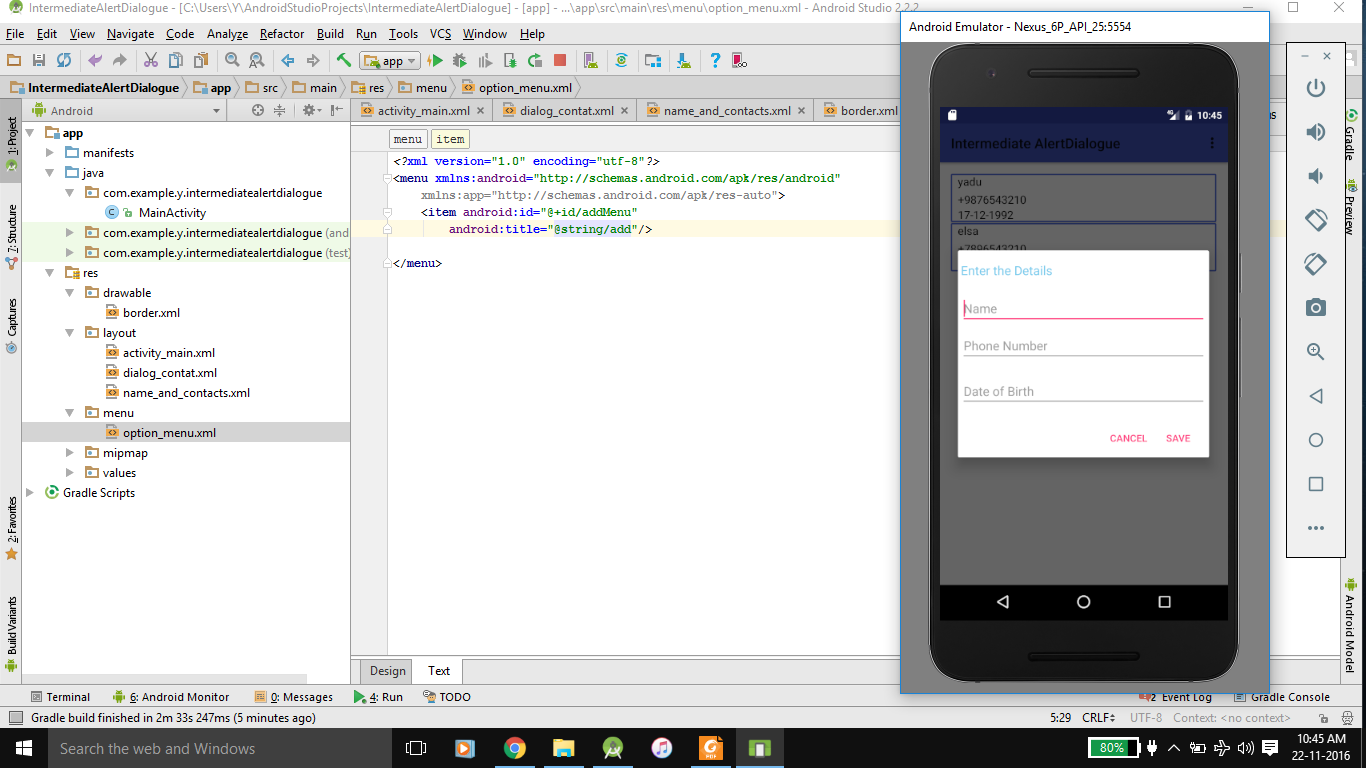 IntermediateAlertDialogue - [C:\Users\Y\AndroidStudioProjects\IntermediateAlertDialogue] - [app] - ...\app\src\main\res\menu\option_menu.xml - Android Studio 2.2.2
File Edit View Navigate Code Analyze Refactor Build Run Tools VCS Window Help
app
IntermediateAlertDialogue app src main res menu option_menu.xml
Android
activity_main.xml dialog_contat.xml name_and_contacts.xml border.xml
1: Project
7: Structure
Captures
2: Favorites
Build Variants
app
manifests
java
com.example.y.intermediatealertdialogue
MainActivity
com.example.y.intermediatealertdialogue (and
com.example.y.intermediatealertdialogue (test)
res
drawable
border.xml
layout
activity_main.xml
dialog_contat.xml
name_and_contacts.xml
menu
option_menu.xml
mipmap
values
Gradle Scripts
menu item
<?xml version="1.0" encoding="utf-8"?>
<menu xmlns:android="http://schemas.android.com/apk/res/android"
xmlns:app="http://schemas.android.com/apk/res-auto">
<item android:id="@+id/addMenu"
android:title="@string/add"/>
</menu>
Design Text
Android Emulator - Nexus_6P_API_25:5554
10:45
Intermediate AlertDialogue
yadu
+9876543210
17-12-1992
elsa
+7896543210
Enter the Details
Name
Phone Number
Date of Birth
CANCEL SAVE
Gradle
Preview
Android Model
Terminal 6: Android Monitor 0: Messages 4: Run TODO
2 Event Log Gradle Console
Gradle build finished in 2m 33s 247ms (5 minutes ago)
5:29 CRLF UTF-8 Context: <no context>
Search the web and Windows
80%
10:45 AM
22-11-2016